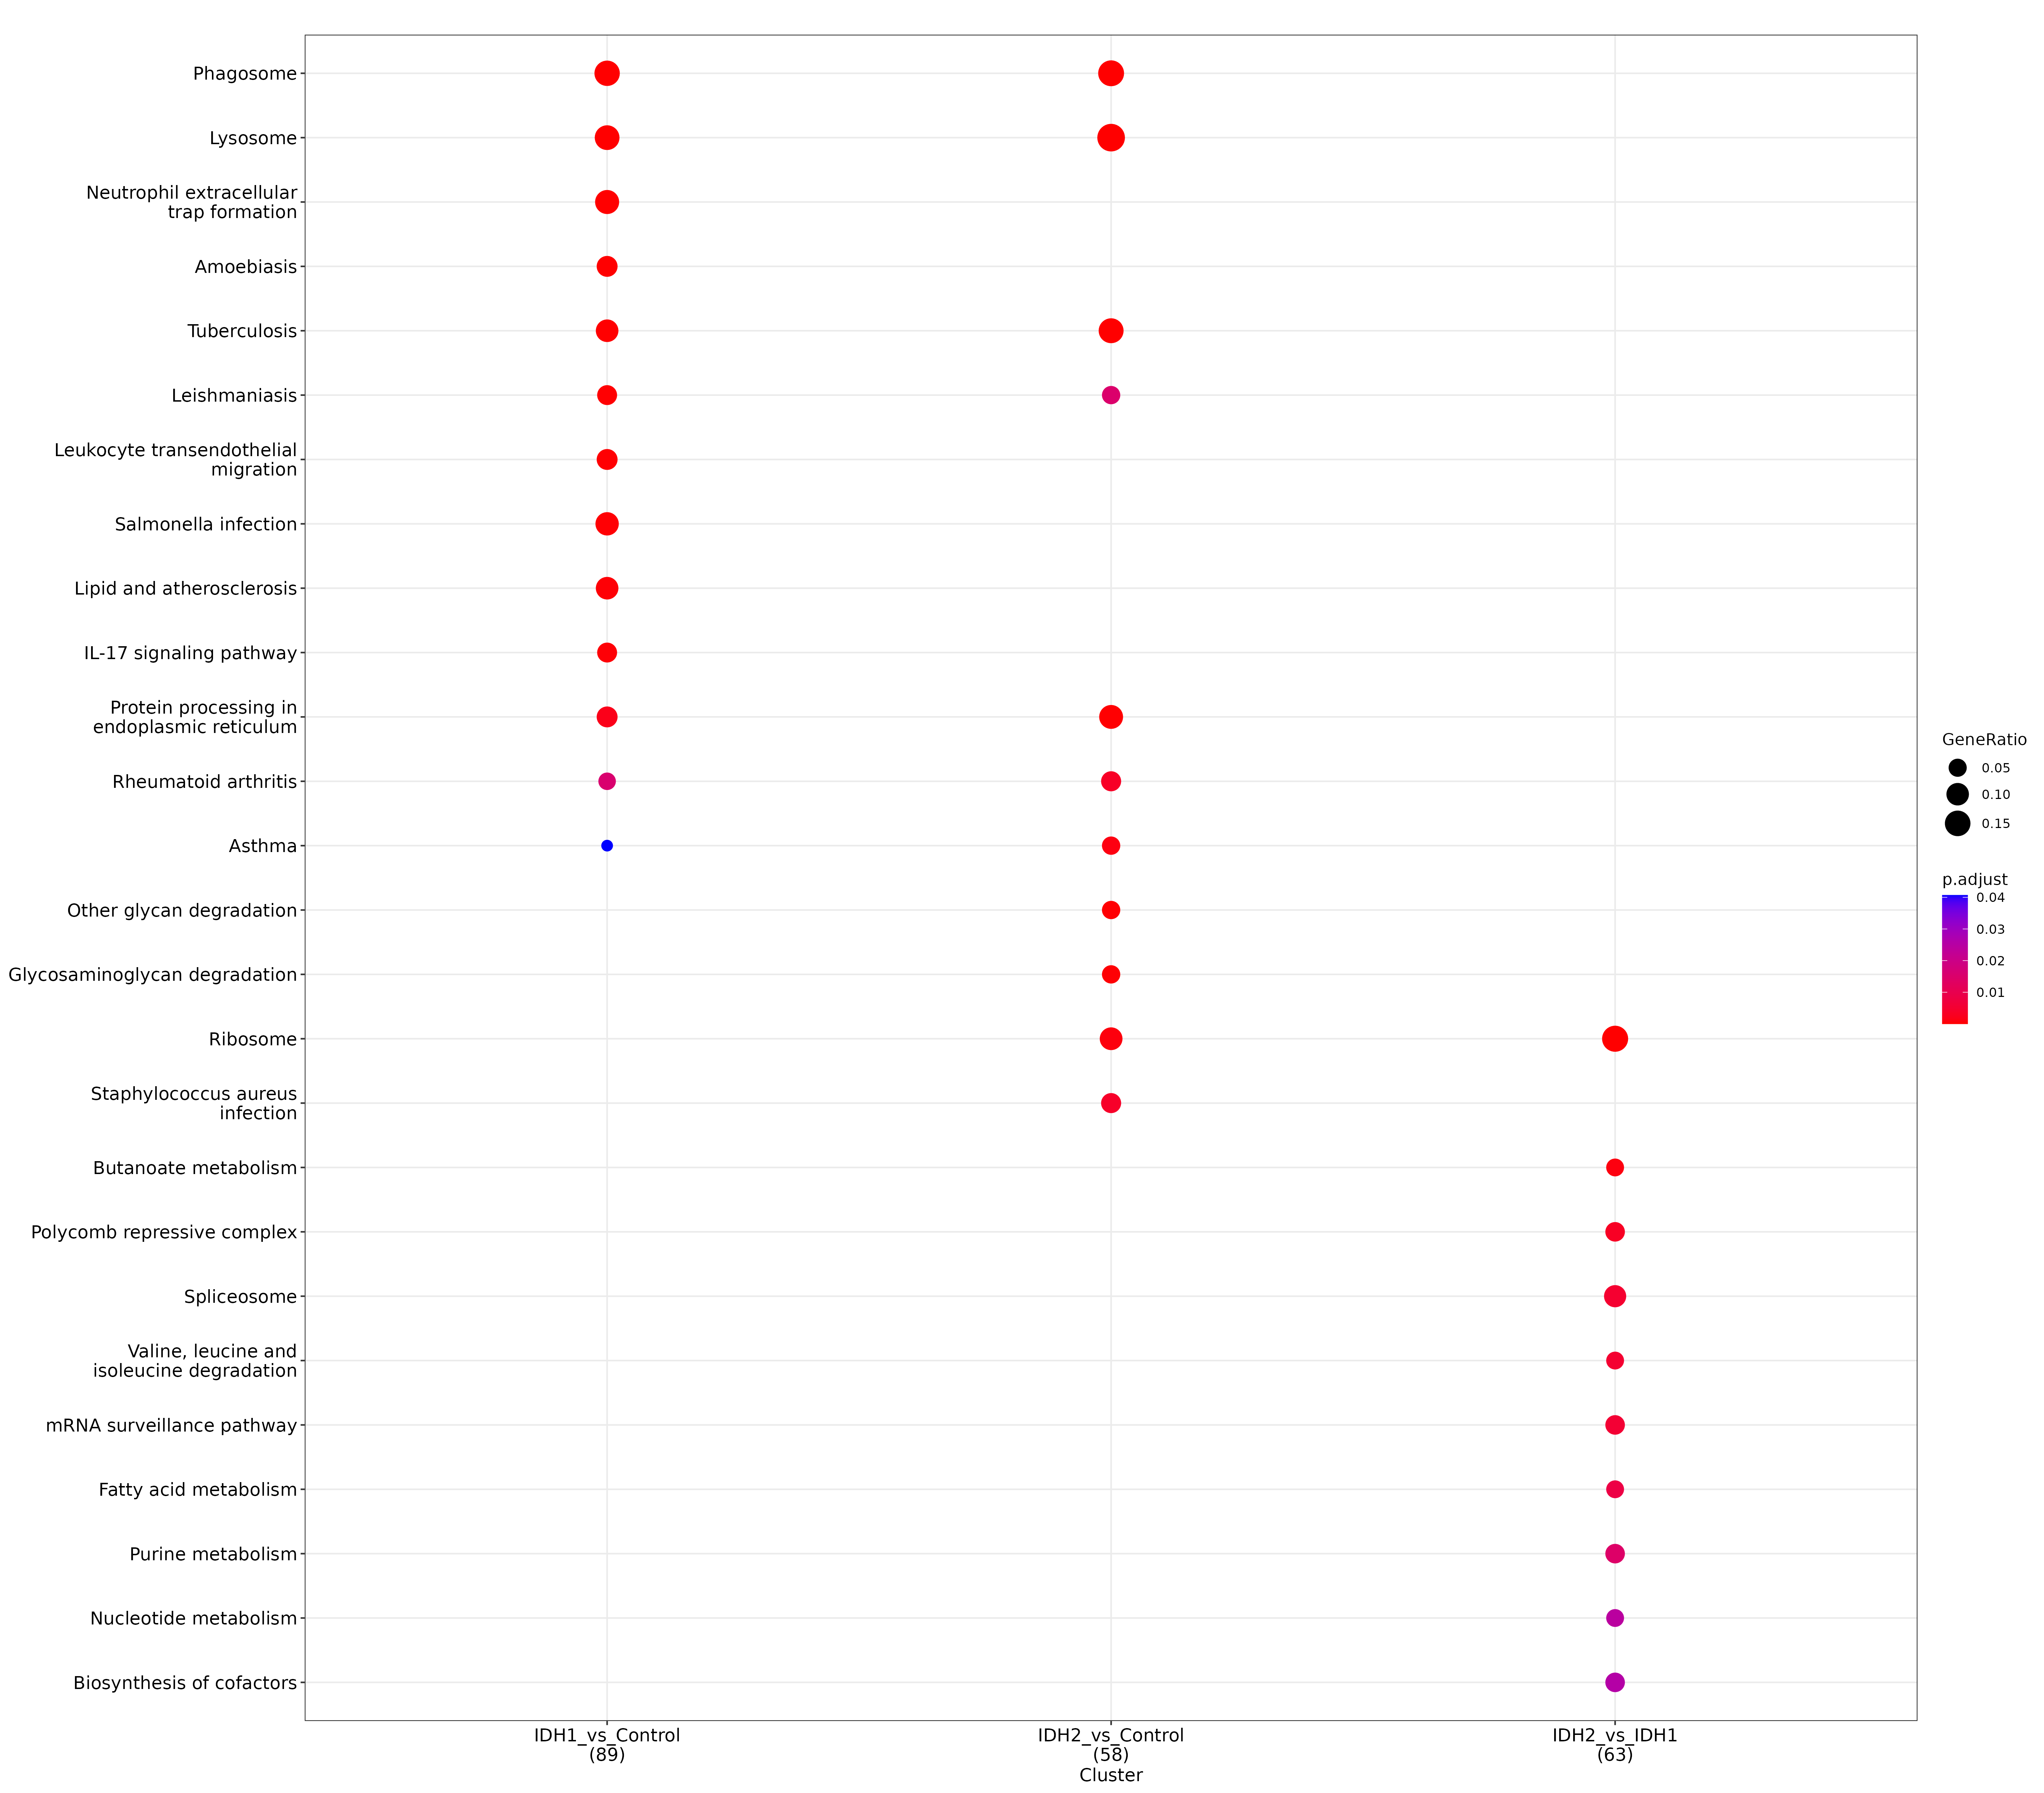 Phagosome
Lysosome
Neutrophil extracellular
trap formation
Amoebiasis
Tuberculosis
Leishmaniasis
Leukocyte transendothelial
migration
Salmonella infection
Lipid and atherosclerosis
IL-17 signaling pathway
Protein processing in
endoplasmic reticulum
Rheumatoid arthritis
Asthma
Other glycan degradation
Glycosaminoglycan degradation
Ribosome
Staphylococcus aureus
infection
Butanoate metabolism
Polycomb repressive complex
Spliceosome
Valine, leucine and
isoleucine degradation
mRNA surveillance pathway
Fatty acid metabolism
Purine metabolism
Nucleotide metabolism
Biosynthesis of cofactors
IDH1_vs_Control
(89)
IDH2_vs_Control
(58)
IDH2_vs_IDH1
(63)
Cluster
GeneRatio
0.05
0.10
0.15
p.adjust
0.04
0.03
0.02
0.01